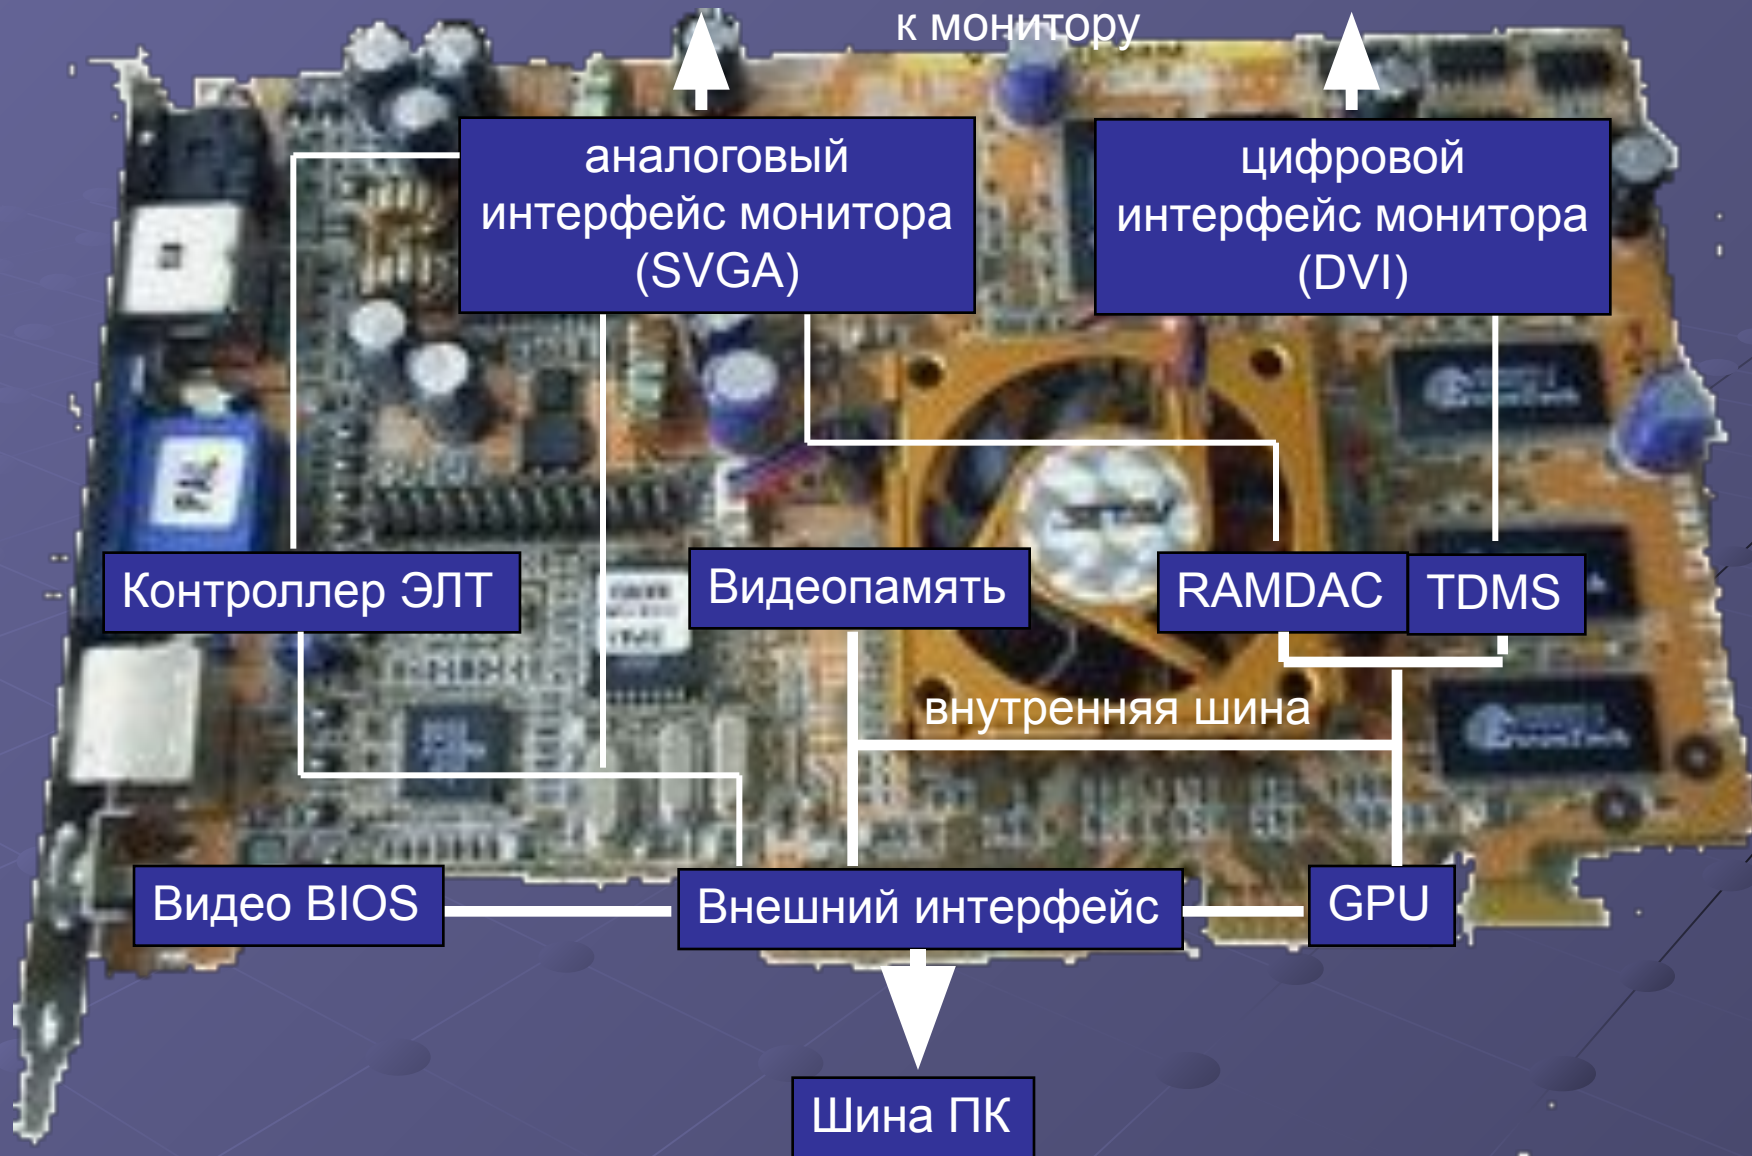 к монитору
аналоговый
интерфейс монитора
(SVGA)
цифровой
интерфейс монитора
(DVI)
Контроллер ЭЛТ
Видеопамять
RAMDAC
TDMS
внутренняя шина
Видео BIOS
Внешний интерфейс
GPU
Шина ПК